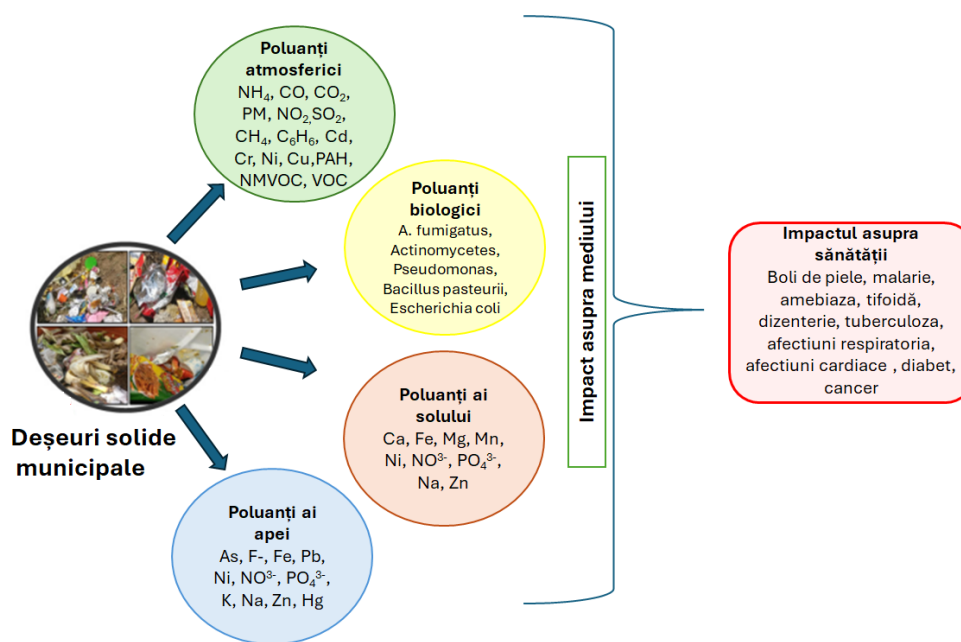 Poluanți
atmosferici
NH₄, CO, CO₂,
PM, NO₂,SO₂,
CH₄, C₆H₆, Cd,
Cr, Ni, Cu,PAH,
NMVOC, VOC
Poluanți
biologici
A. fumigatus,
Actinomycetes,
Pseudomonas,
Bacillus pasteurii,
Escherichia coli
Deșeuri solide
municipale
Poluanți ai
solului
Ca, Fe, Mg, Mn,
Ni, NO³⁻, PO₄³⁻,
Na, Zn
Poluanți ai
apei
As, F-, Fe, Pb,
Ni, NO³⁻, PO₄³⁻,
K, Na, Zn, Hg
Impact asupra mediului
Impactul asupra
sănătății
Boli de piele, malarie,
amebiaza, tifoidă,
dizenterie, tuberculoza,
afectiuni respiratoria,
afectiuni cardiace , diabet,
cancer